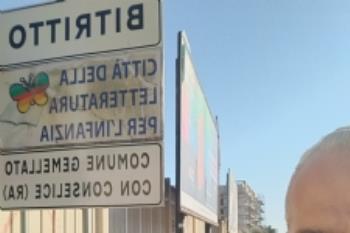 BITRITTO
CITTÀ DELLA
LETTERATURA
PER L'INFANZIA
COMUNE GEMELLATO
CON CONSELICE (RA)